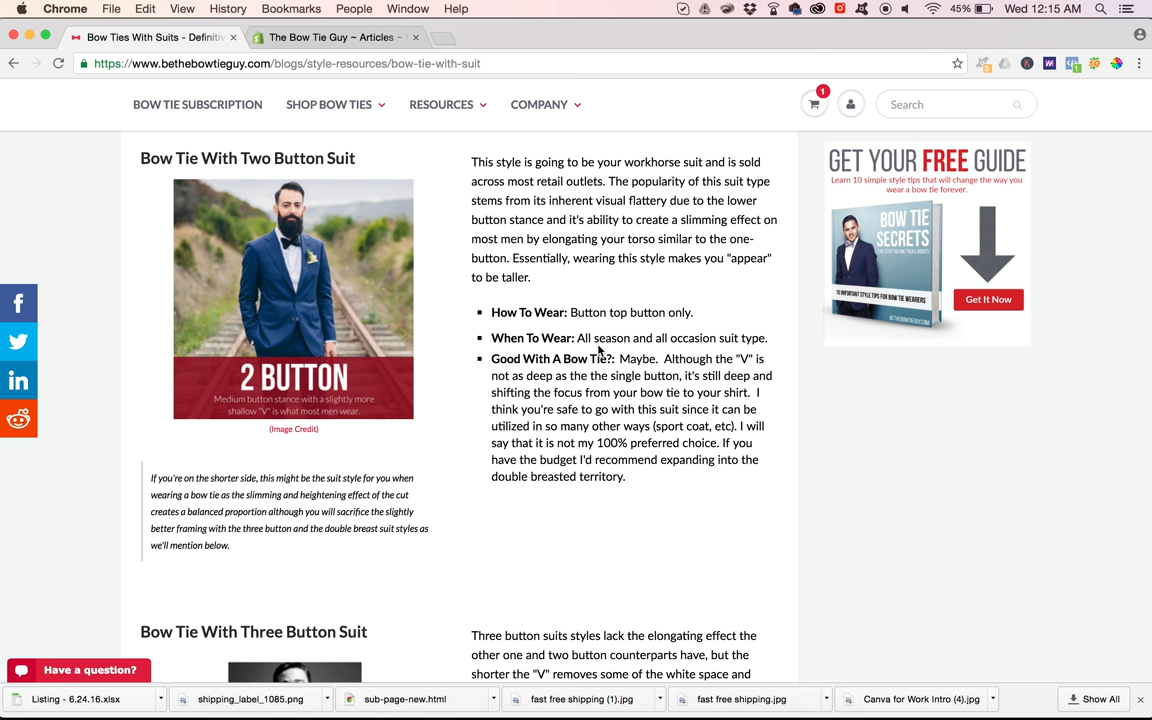 Chrome File Edit View History Bookmarks People Window Help 45% Wed 12:15 AM
Bow Ties With Suits - Definitiv
The Bow Tie Guy ~ Articles ~
https://www.bethebowtieguy.com/blogs/style-resources/bow-tie-with-suit
BOW TIE SUBSCRIPTION SHOP BOW TIES RESOURCES COMPANY 1 Search
Bow Tie With Two Button Suit
2 BUTTON
Medium button stance with a slightly more
shallow "V" is what most men wear.
(Image Credit)
If you're on the shorter side, this might be the suit style for you when
wearing a bow tie as the slimming and heightening effect of the cut
creates a balanced proportion although you will sacrifice the slightly
better framing with the three button and the double breast suit styles as
we'll mention below.
This style is going to be your workhorse suit and is sold
across most retail outlets. The popularity of this suit type
stems from its inherent visual flattery due to the lower
button stance and it's ability to create a slimming effect on
most men by elongating your torso similar to the one-
button. Essentially, wearing this style makes you "appear"
to be taller.
How To Wear: Button top button only.
When To Wear: All season and all occasion suit type.
Good With A Bow Tie?: Maybe. Although the "V" is
not as deep as the the single button, it's still deep and
shifting the focus from your bow tie to your shirt. I
think you're safe to go with this suit since it can be
utilized in so many other ways (sport coat, etc). I will
say that it is not my 100% preferred choice. If you
have the budget I'd recommend expanding into the
double breasted territory.
GET YOUR FREE GUIDE
Learn 10 simple style tips that will change the way you
wear a bow tie forever.
BOW TIE
SECRETS
10 IMPORTANT STYLE TIPS FOR BOW TIE WEARERS
BETHEBOWTIEGUY.COM
Get It Now
Bow Tie With Three Button Suit
Three button suits styles lack the elongating effect the
other one and two button counterparts have, but the
shorter the "V" removes some of the white space and
Have a question?
Listing - 6.24.16.xlsx shipping_label_1085.png sub-page-new.html fast free shipping (1).jpg fast free shipping.jpg Canva for Work Intro (4).jpg Show All